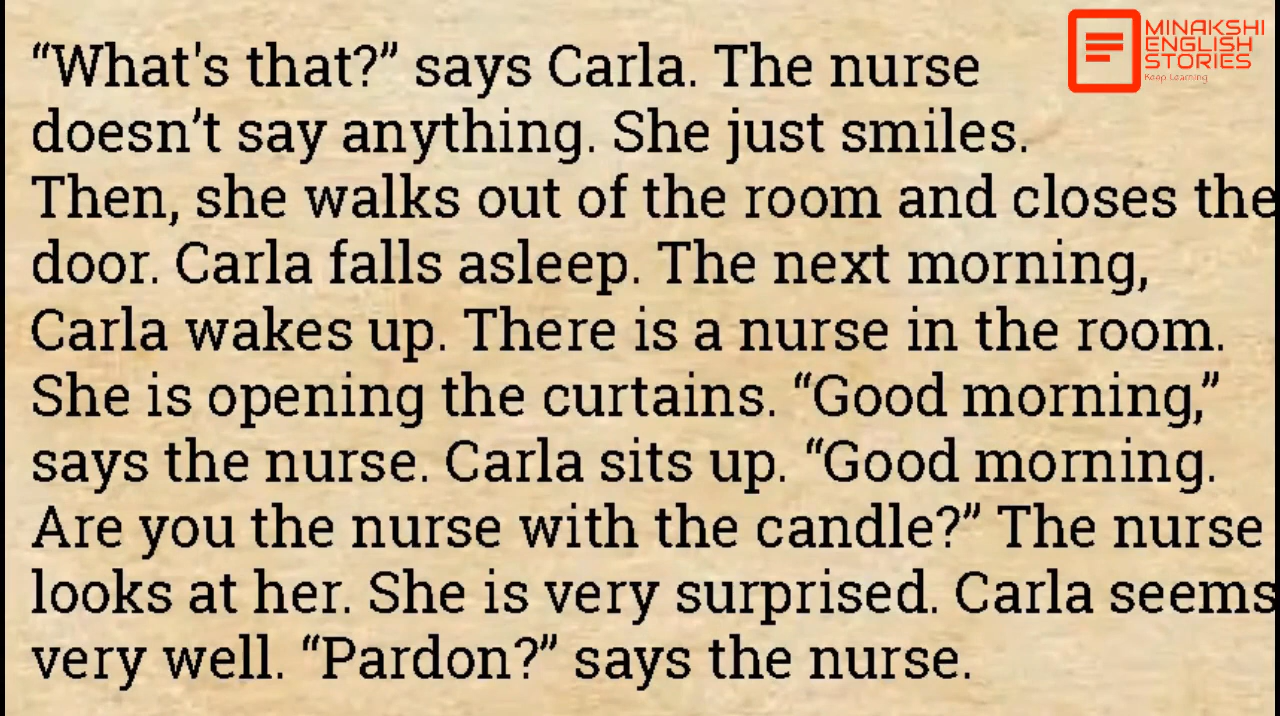 MINAKSHI
ENGLISH
STORIES
Keep Learning
“What's that?” says Carla. The nurse
doesn’t say anything. She just smiles.
Then, she walks out of the room and closes the
door. Carla falls asleep. The next morning,
Carla wakes up. There is a nurse in the room.
She is opening the curtains. “Good morning,”
says the nurse. Carla sits up. “Good morning.
Are you the nurse with the candle?” The nurse
looks at her. She is very surprised. Carla seems
very well. “Pardon?” says the nurse.